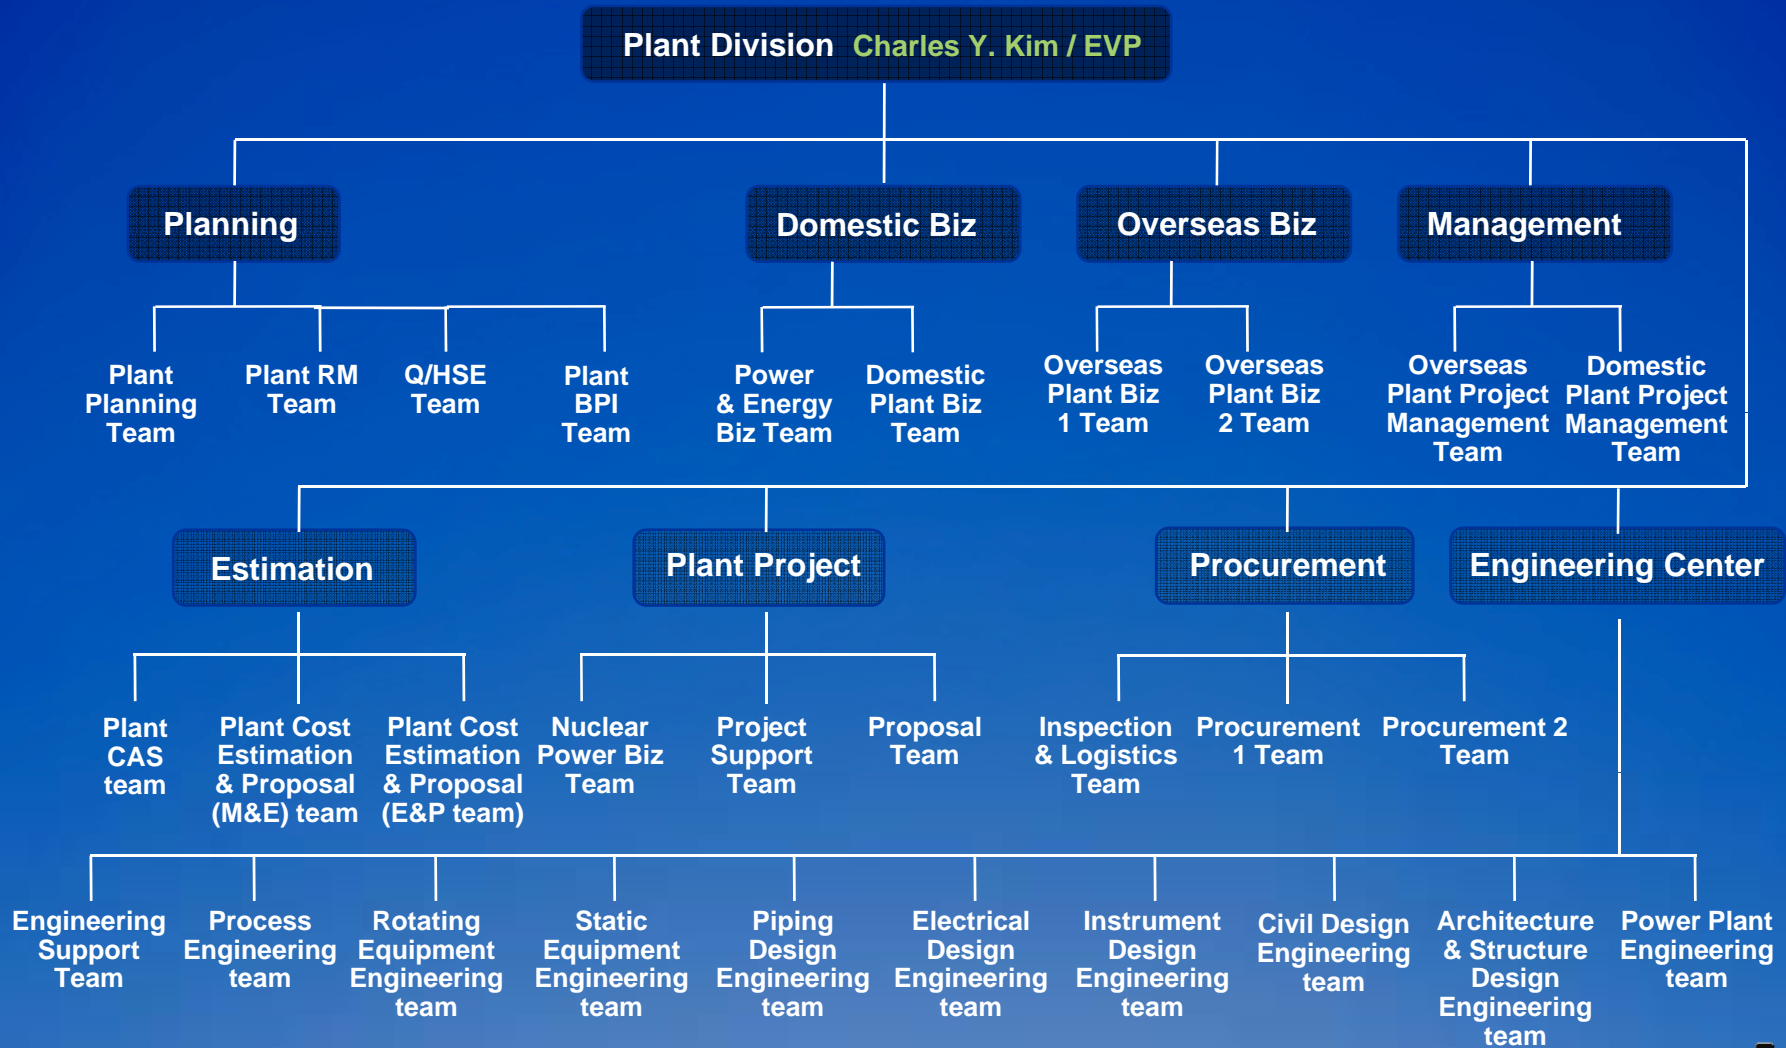 Plant Division Charles Y. Kim / EVP
Planning
Domestic Biz
Overseas Biz
Management
Plant
Planning
Team
Plant RM
Team
Q/HSE
Team
Plant
BPI
Team
Power
& Energy
Biz Team
Domestic
Plant Biz
Team
Overseas
Plant Biz
1 Team
Overseas
Plant Biz
2 Team
Overseas
Plant Project
Management
Team
Domestic
Plant Project
Management
Team
Estimation
Plant Project
Procurement
Engineering Center
Plant
CAS
team
Plant Cost
Estimation
& Proposal
(M&E) team
Plant Cost
Estimation
& Proposal
(E&P team)
Nuclear
Power Biz
Team
Project
Support
Team
Proposal
Team
Inspection
& Logistics
Team
Procurement
1 Team
Procurement 2
Team
Engineering
Support
Team
Process
Engineering
team
Rotating
Equipment
Engineering
team
Static
Equipment
Engineering
team
Piping
Design
Engineering
team
Electrical
Design
Engineering
team
Instrument
Design
Engineering
team
Civil Design
Engineering
team
Architecture
& Structure
Design
Engineering
team
Power Plant
Engineering
team